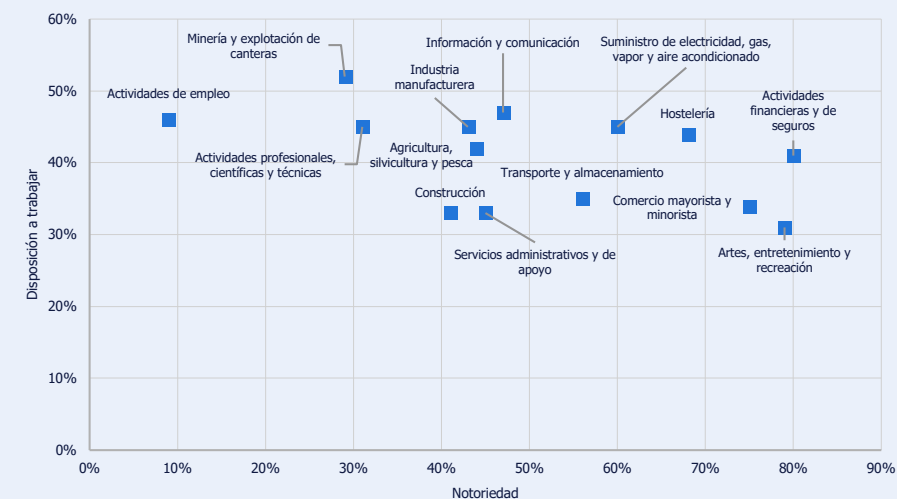 60%
50%
40%
30%
20%
10%
0%
Disposición a trabajar
Minería y explotación de
canteras
Información y comunicación
Suministro de electricidad, gas,
vapor y aire acondicionado
Industria
manufacturera
Actividades de empleo
Hostelería
Actividades
financieras y de
seguros
Actividades profesionales,
científicas y técnicas
Agricultura,
silvicultura y pesca
Transporte y almacenamiento
Construcción
Comercio mayorista y
minorista
Servicios administrativos y de
apoyo
Artes, entretenimiento y
recreación
0% 10% 20% 30% 40% 50% 60% 70% 80% 90%
Notoriedad